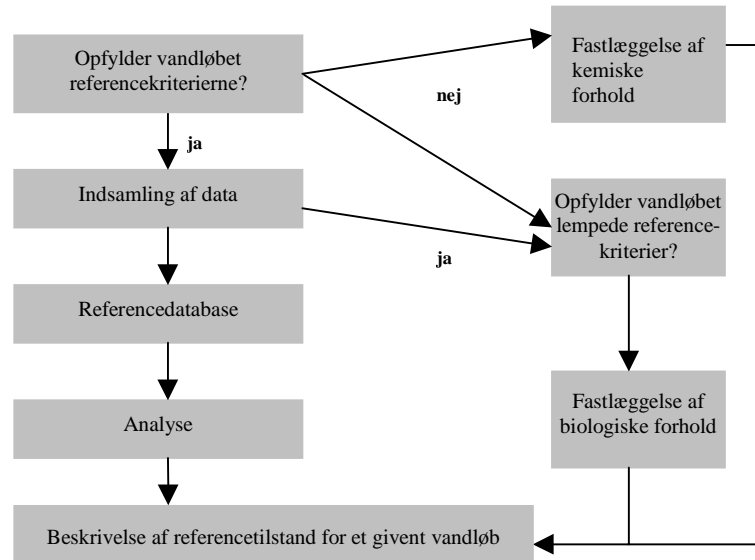 Opfylder vandløbet
referencekriterierne?
ja
Indsamling af data
Referencedatabase
Analyse
Beskrivelse af referencetilstand for et givent vandløb
nej
ja
Fastlæggelse af
kemiske
forhold
Opfylder vandløbet
lempede reference-
kriterier?
Fastlæggelse af
biologiske forhold